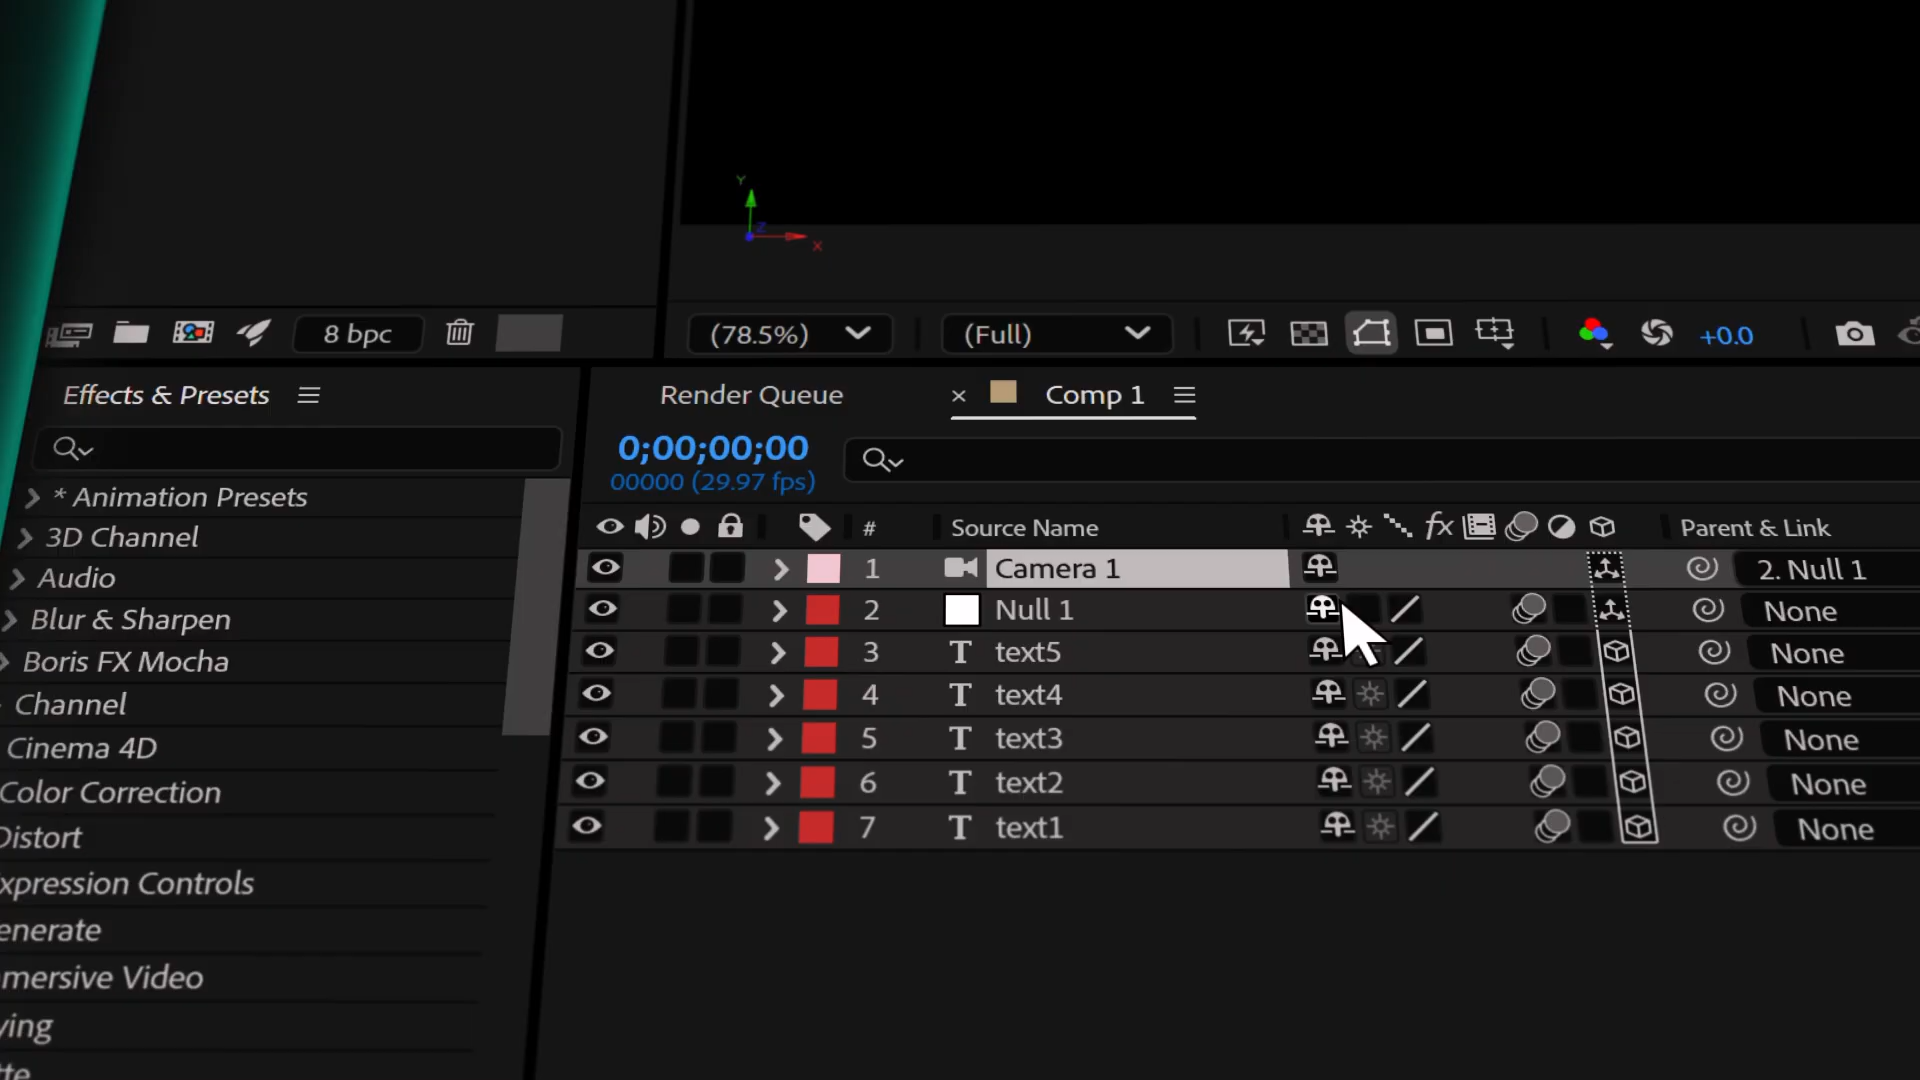 Y
Z
X
8 bpc
(78.5%)
(Full)
+0.0
Effects & Presets
Render Queue
× Comp 1
0;00;00;00
00000 (29.97 fps)
* Animation Presets
3D Channel
Audio
Blur & Sharpen
Boris FX Mocha
Channel
Cinema 4D
Color Correction
Distort
xpression Controls
enerate
mersive Video
ying
tte
# Source Name fx Parent & Link
1 Camera 1 2. Null 1
2 Null 1 None
3 T text5 None
4 T text4 None
5 T text3 None
6 T text2 None
7 T text1 None